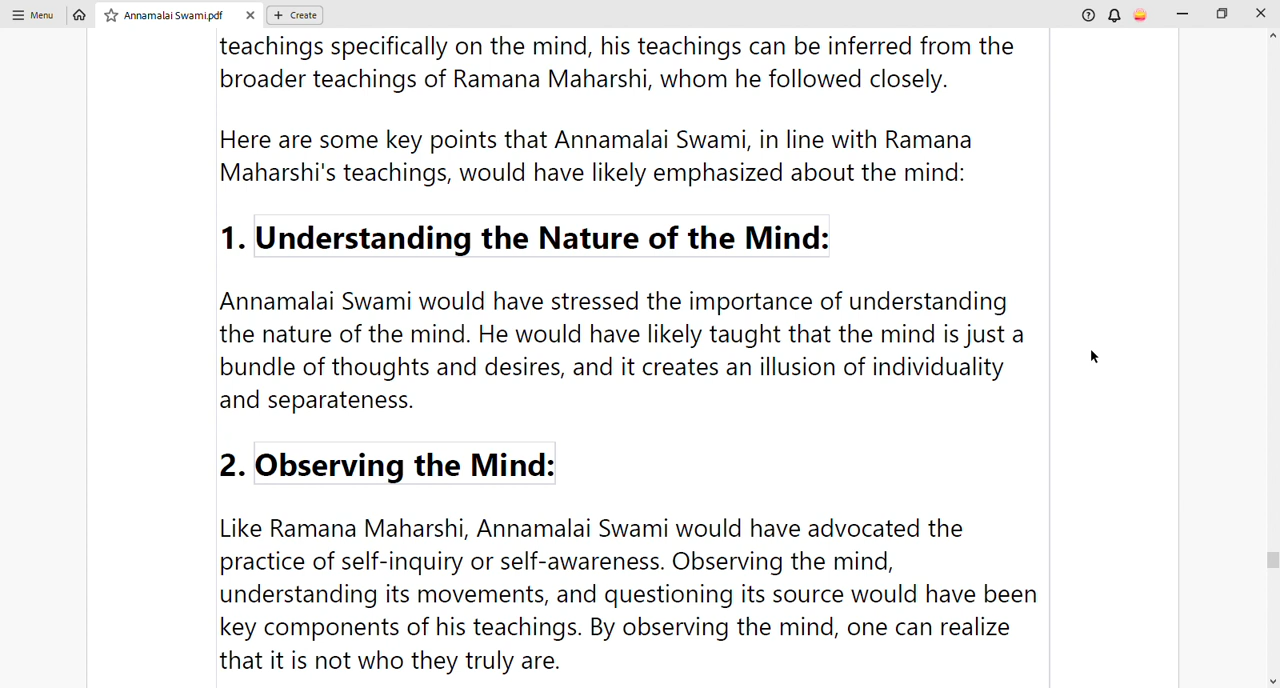 Menu
Annamalai Swami.pdf
Create
teachings specifically on the mind, his teachings can be inferred from the
broader teachings of Ramana Maharshi, whom he followed closely.
Here are some key points that Annamalai Swami, in line with Ramana
Maharshi's teachings, would have likely emphasized about the mind:
1. Understanding the Nature of the Mind:
Annamalai Swami would have stressed the importance of understanding
the nature of the mind. He would have likely taught that the mind is just a
bundle of thoughts and desires, and it creates an illusion of individuality
and separateness.
2. Observing the Mind:
Like Ramana Maharshi, Annamalai Swami would have advocated the
practice of self-inquiry or self-awareness. Observing the mind,
understanding its movements, and questioning its source would have been
key components of his teachings. By observing the mind, one can realize
that it is not who they truly are.